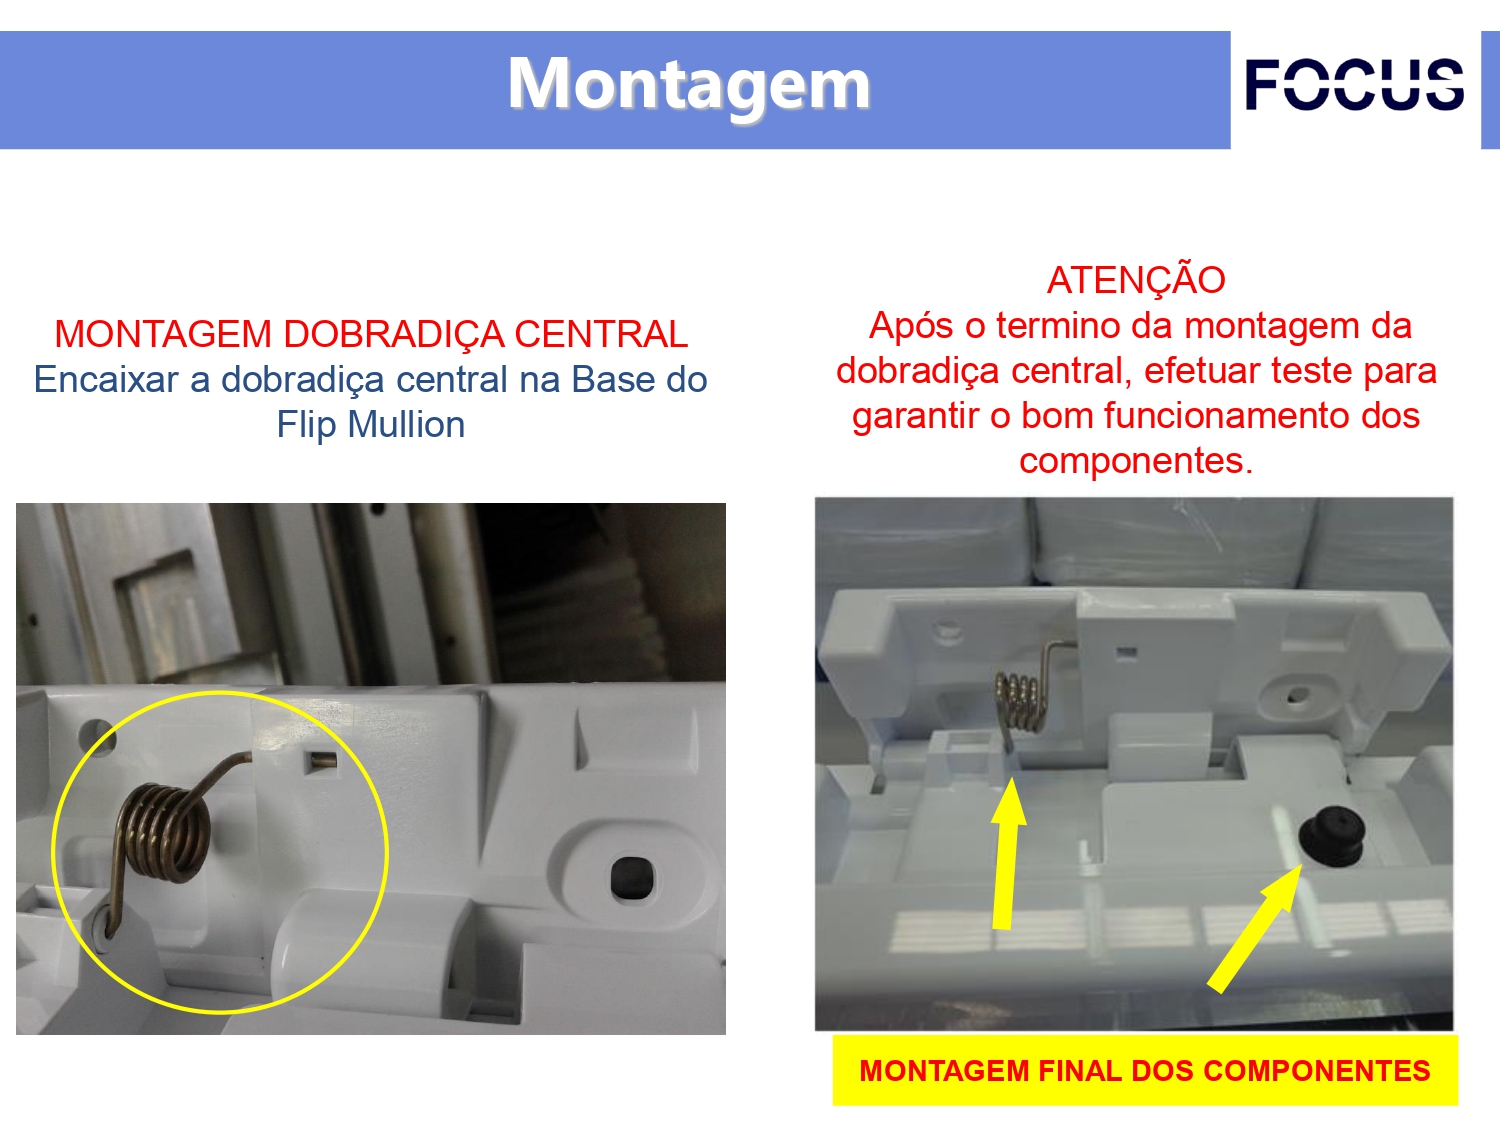 Montagem
FOCUS
MONTAGEM DOBRADIÇA CENTRAL
Encaixar a dobradiça central na Base do
Flip Mullion
ATENÇÃO
Após o termino da montagem da
dobradiça central, efetuar teste para
garantir o bom funcionamento dos
componentes.
MONTAGEM FINAL DOS COMPONENTES